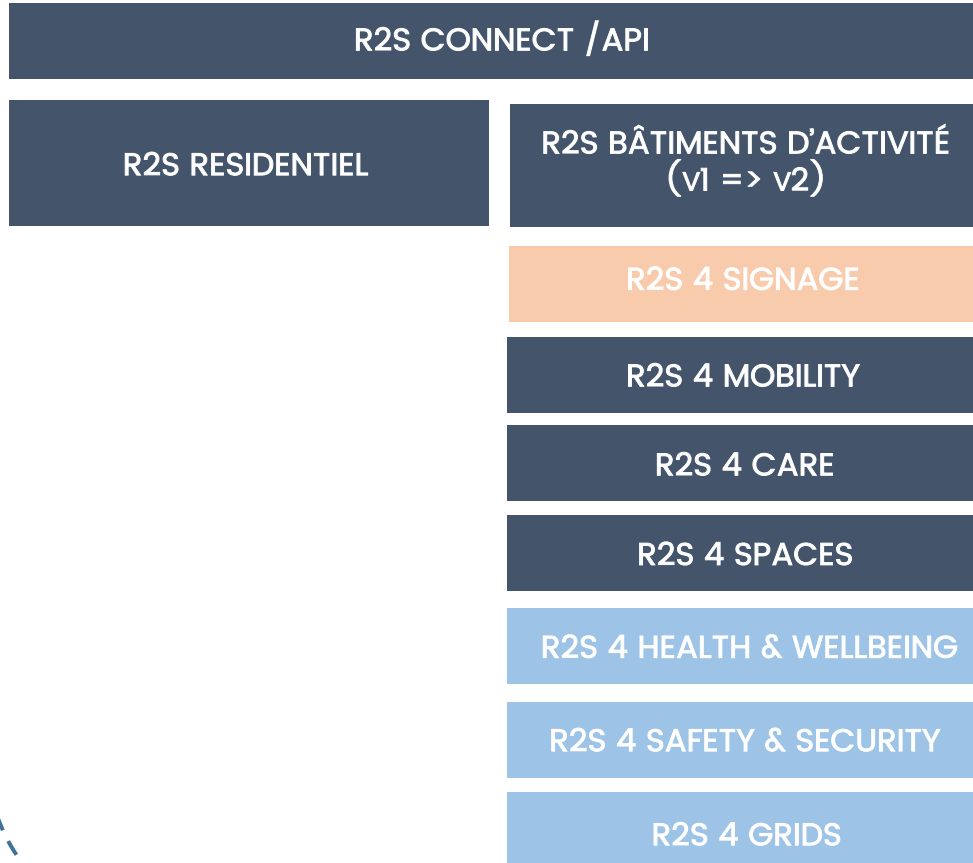 R2S CONNECT /API
R2S RESIDENTIEL
R2S BÂTIMENTS D’ACTIVITÉ
(v1 => v2)
R2S 4 SIGNAGE
R2S 4 MOBILITY
R2S 4 CARE
R2S 4 SPACES
R2S 4 HEALTH & WELLBEING
R2S 4 SAFETY & SECURITY
R2S 4 GRIDS